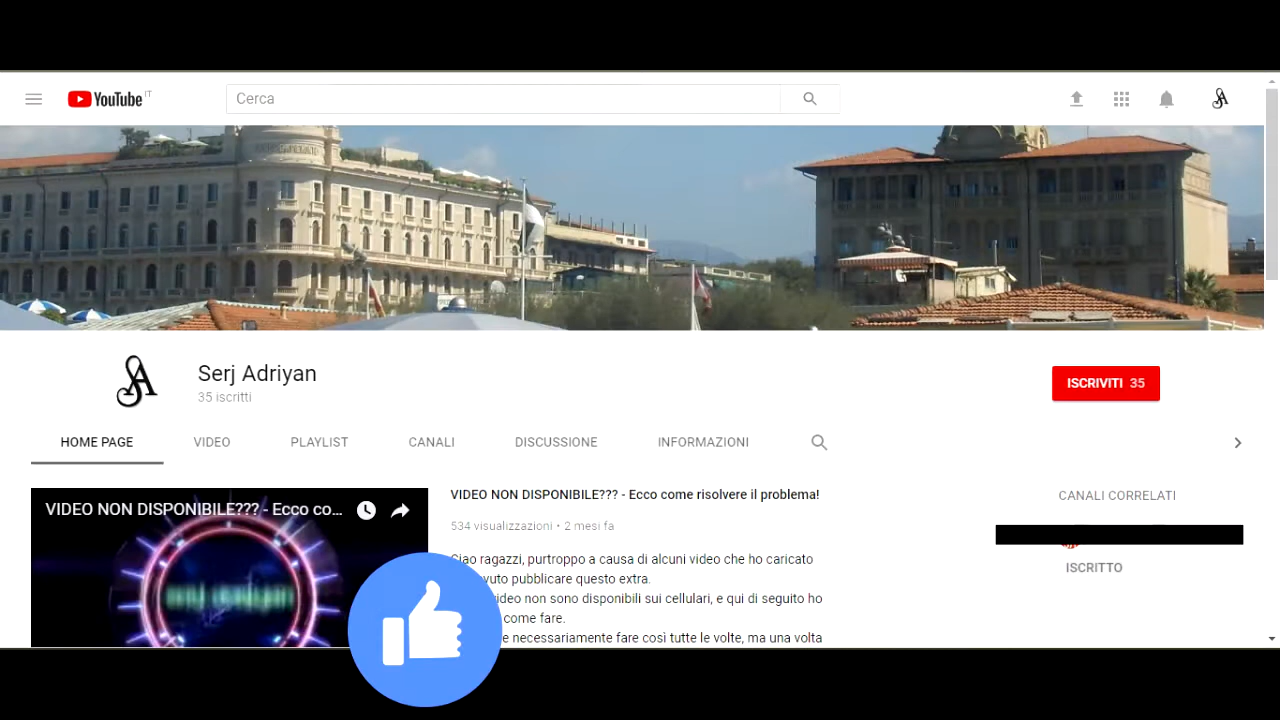 YouTube IT
Cerca
Serj Adriyan
35 iscritti
ISCRIVITI 35
HOME PAGE
VIDEO
PLAYLIST
CANALI
DISCUSSIONE
INFORMAZIONI
VIDEO NON DISPONIBILE??? - Ecco co...
VIDEO NON DISPONIBILE??? - Ecco come risolvere il problema!
534 visualizzazioni • 2 mesi fa
Ciao ragazzi, purtroppo a causa di alcuni video che ho caricato
vuto pubblicare questo extra.
video non sono disponibili sui cellulari, e qui di seguito ho
come fare.
e necessariamente fare così tutte le volte, ma una volta
CANALI CORRELATI
ISCRITTO